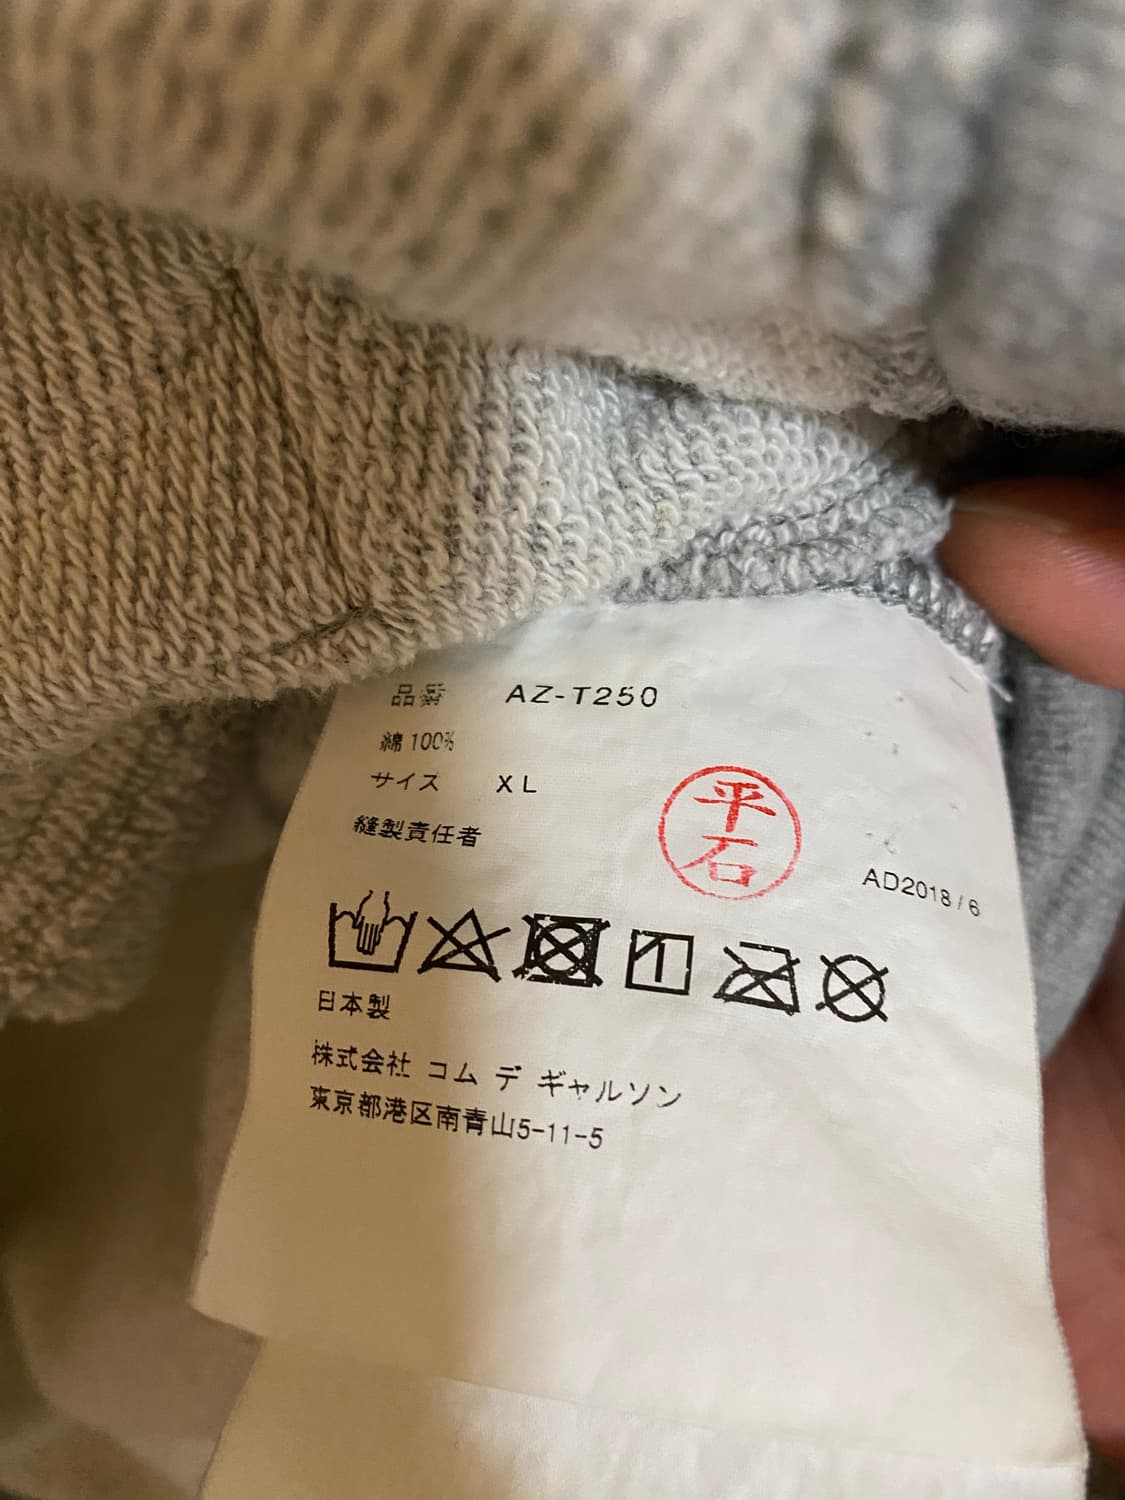 品番 AZ-T250
綿 100%
サイズ XL
縫製責任者
平石
AD2018/6
日本製
株式会社 コム デ ギャルソン
東京都港区南青山5-11-5